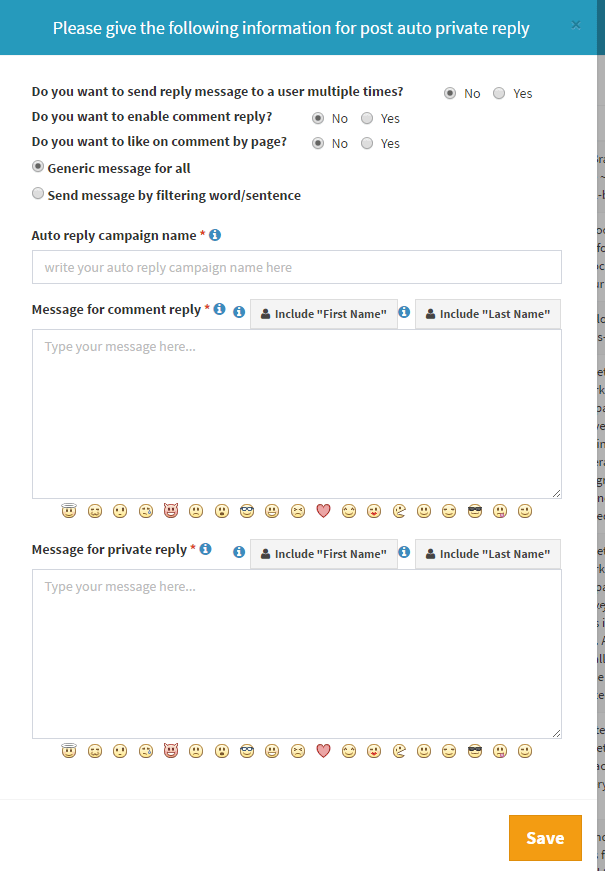 Please give the following information for post auto private reply
×
Do you want to send reply message to a user multiple times? No Yes
Do you want to enable comment reply? No Yes
Do you want to like on comment by page? No Yes
Generic message for all
Send message by filtering word/sentence
Auto reply campaign name *
write your auto reply campaign name here
Message for comment reply * Include "First Name" Include "Last Name"
Type your message here...
Message for private reply * Include "First Name" Include "Last Name"
Type your message here...
Save